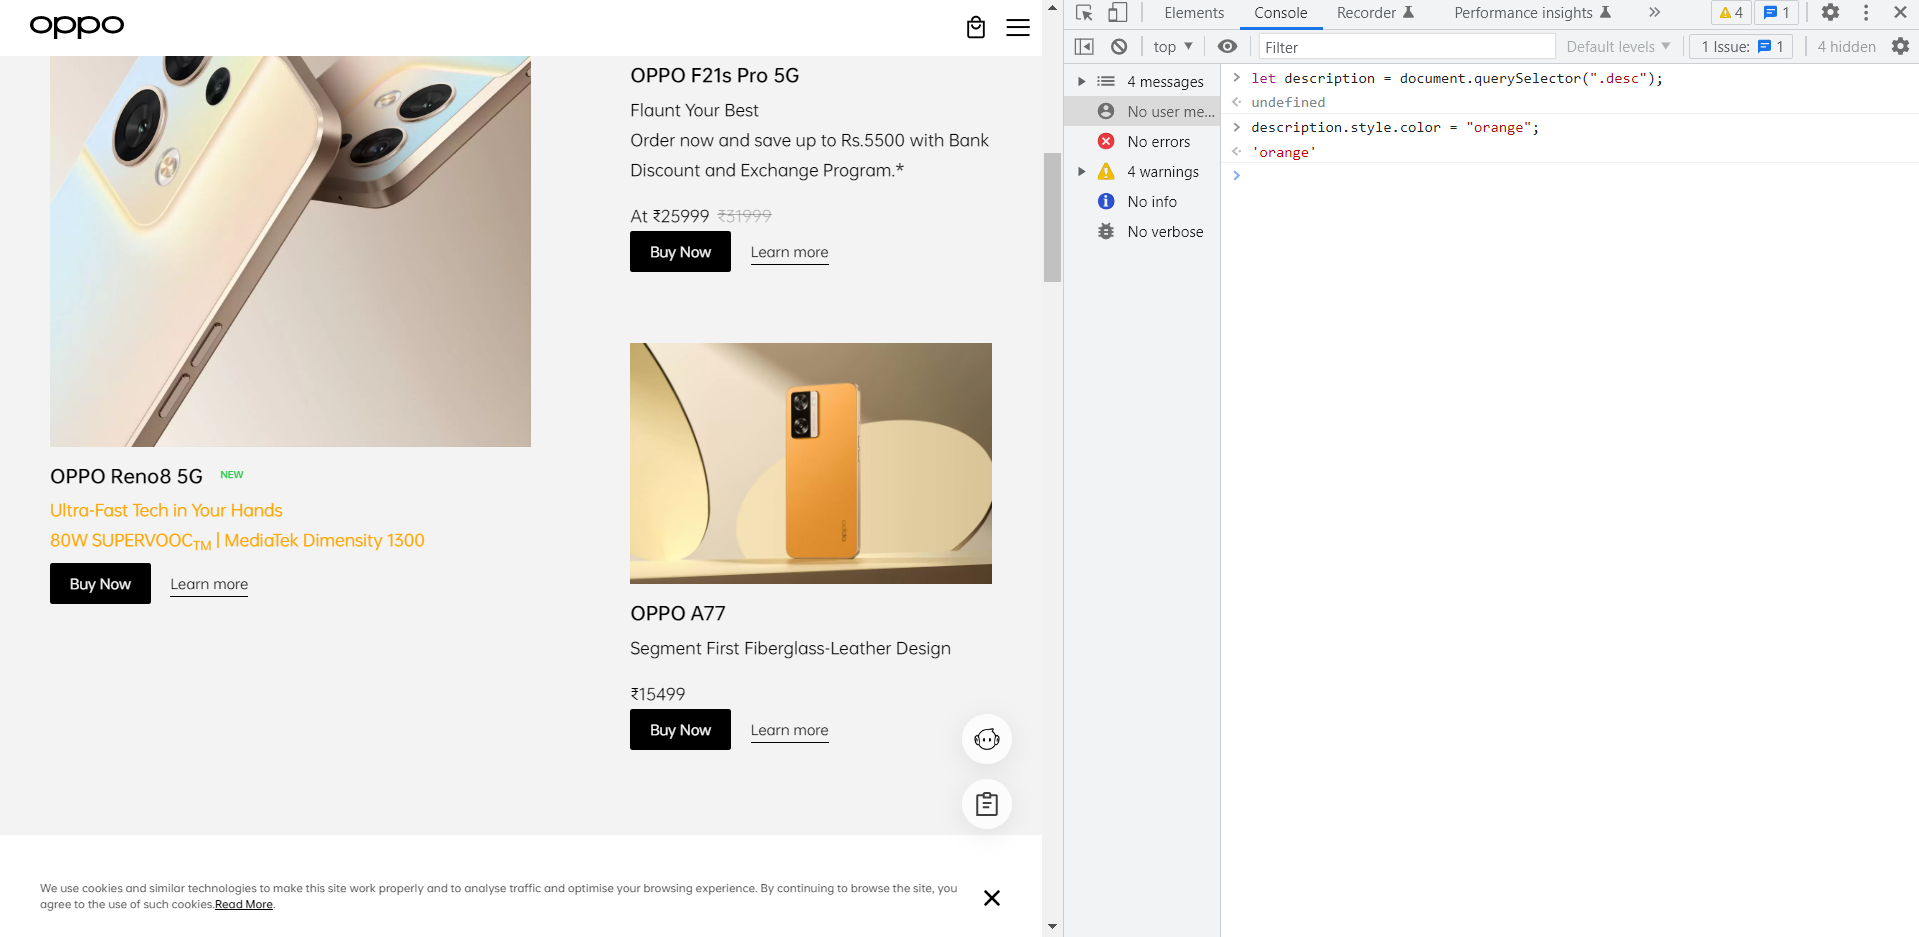 oppo
OPPO Reno8 5G NEW
Ultra-Fast Tech in Your Hands
80W SUPERVOOCTM | MediaTek Dimensity 1300
Buy Now Learn more
OPPO F21s Pro 5G
Flaunt Your Best
Order now and save up to Rs.5500 with Bank
Discount and Exchange Program.*
At ₹25999 ₹31999
Buy Now Learn more
oppo
OPPO A77
Segment First Fiberglass-Leather Design
₹15499
Buy Now Learn more
We use cookies and similar technologies to make this site work properly and to analyse traffic and optimise your browsing experience. By continuing to browse the site, you
agree to the use of such cookies.Read More.
Elements Console Recorder Performance insights » 4 1
top Filter Default levels 1 Issue: 1 4 hidden
4 messages
No user me...
No errors
4 warnings
No info
No verbose
> let description = document.querySelector(".desc");
undefined
> description.style.color = "orange";
'orange'
>